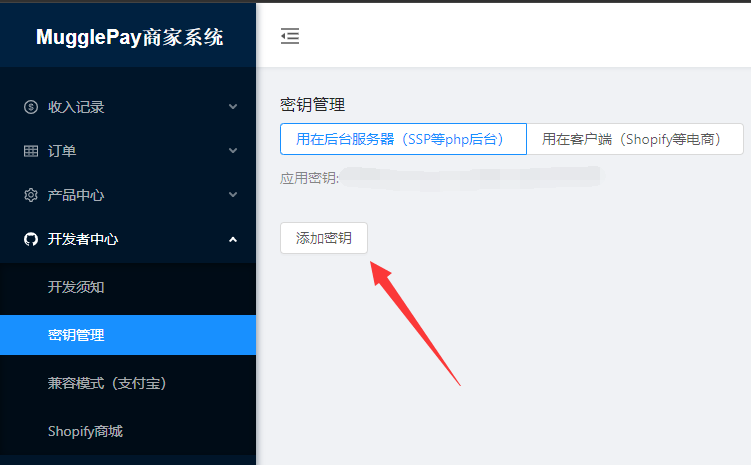 MugglePay商家系统
收入记录
订单
产品中心
开发者中心
开发须知
密钥管理
兼容模式（支付宝）
Shopify商城
密钥管理
用在后台服务器（SSP等php后台）
用在客户端（Shopify等电商）
应用密钥:
添加密钥